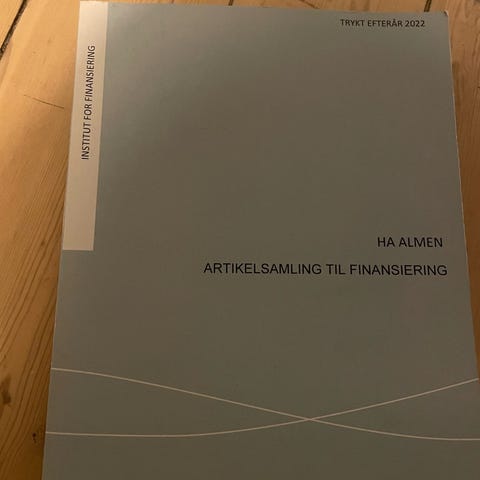 TRYKT EFTERÅR 2022
INSTITUT FOR FINANSIERING
HA ALMEN
ARTIKELSAMLING TIL FINANSIERING